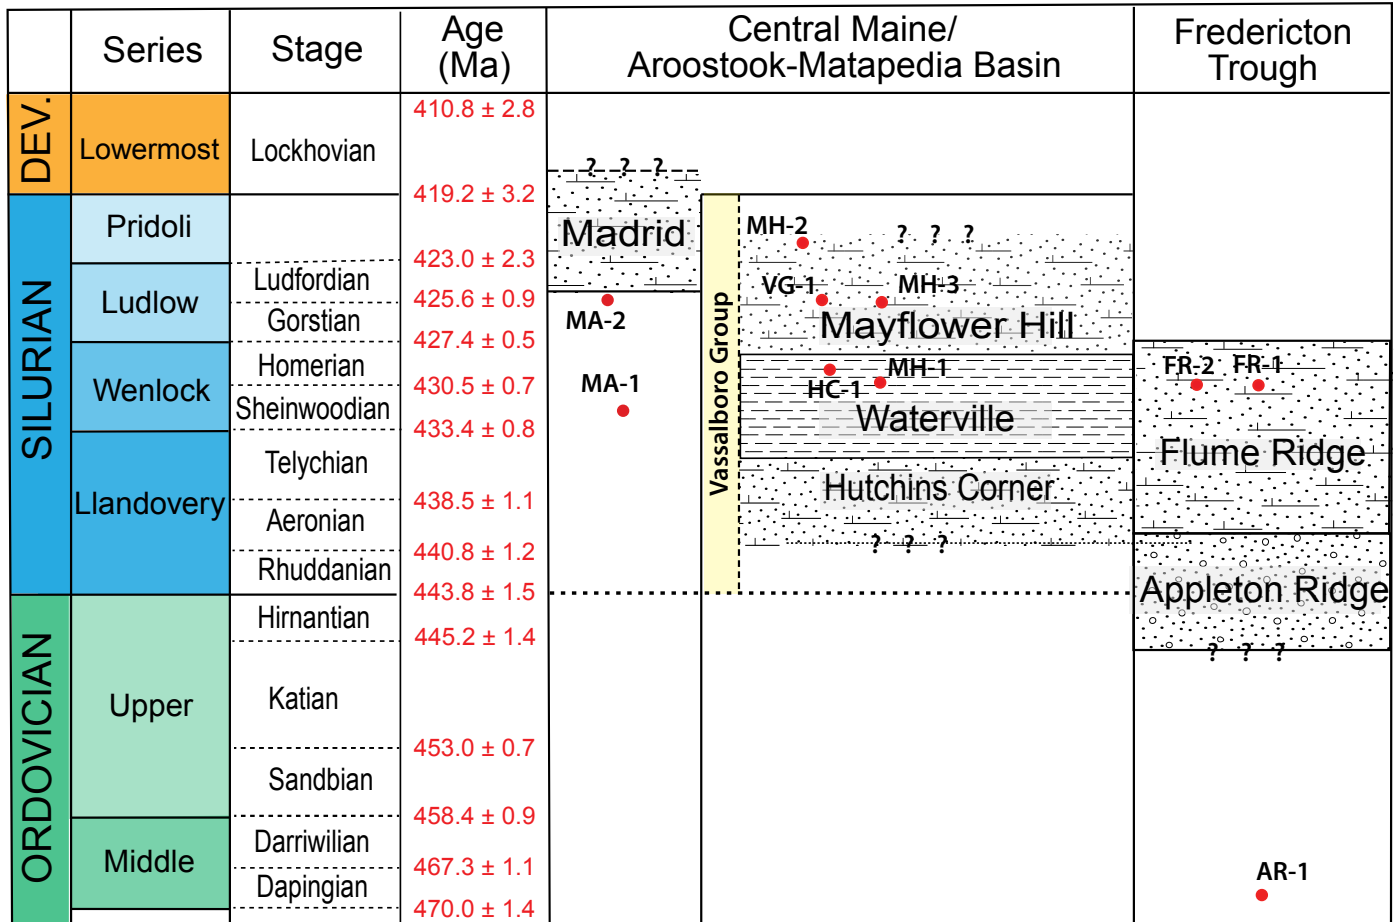 Series
Stage
Age
(Ma)
Central Maine/
Aroostook-Matapedia Basin
Fredericton
Trough
DEV.
Lowermost
Lockhovian
410.8 ± 2.8
419.2 ± 3.2
? ? ?
Madrid
SILURIAN
Pridoli
423.0 ± 2.3
Ludlow
Ludfordian
425.6 ± 0.9
Gorstian
427.4 ± 0.5
Wenlock
Homerian
430.5 ± 0.7
Sheinwoodian
433.4 ± 0.8
Llandovery
Telychian
438.5 ± 1.1
Aeronian
440.8 ± 1.2
Rhuddanian
443.8 ± 1.5
MA-2
MA-1
Vassalboro Group
MH-2
? ? ?
VG-1
MH-3
Mayflower Hill
MH-1
HC-1
Waterville
Hutchins Corner
? ? ?
FR-2
FR-1
Flume Ridge
Appleton Ridge
? ? ?
ORDOVICIAN
Upper
Hirnantian
445.2 ± 1.4
Katian
453.0 ± 0.7
Sandbian
458.4 ± 0.9
Middle
Darriwilian
467.3 ± 1.1
Dapingian
470.0 ± 1.4
AR-1